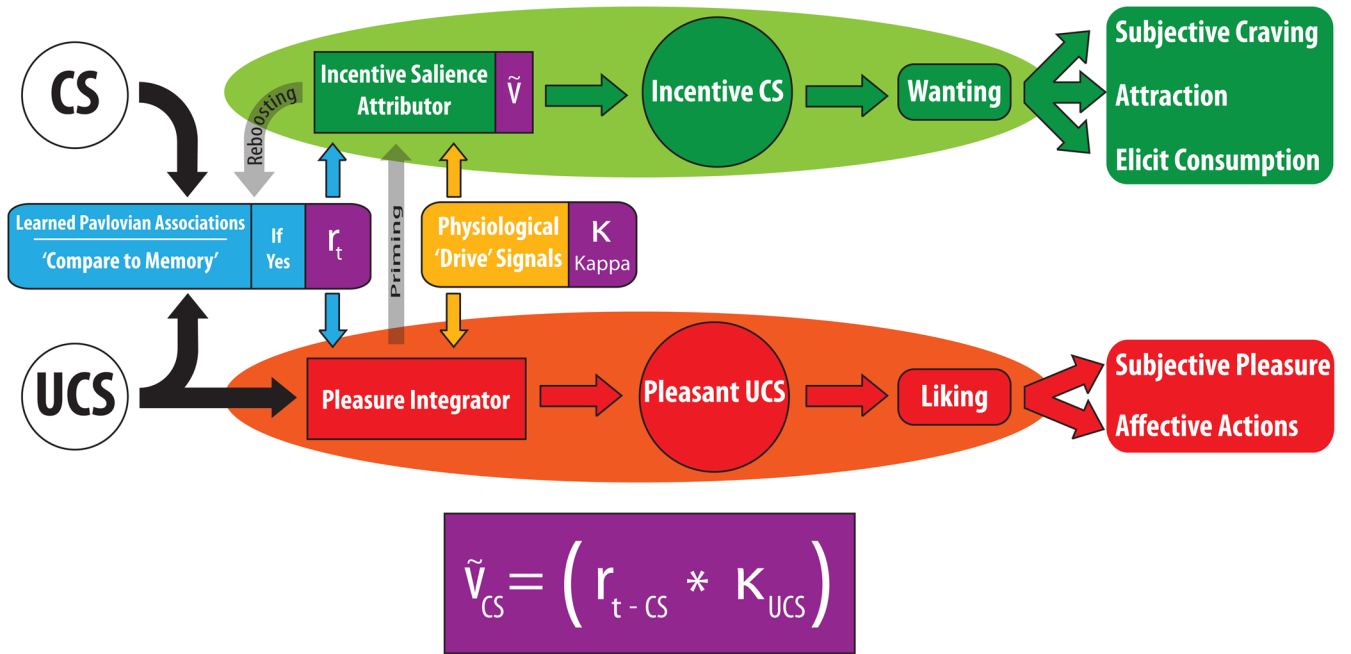 CS
Incentive Salience
Attributor
ṽ
Incentive CS
Wanting
Subjective Craving
Attraction
Elicit Consumption
Reboosting
Learned Pavlovian Associations
'Compare to Memory'
If
Yes
rt
Priming
Physiological
'Drive' Signals
κ
Kappa
UCS
Pleasure Integrator
Pleasant UCS
Liking
Subjective Pleasure
Affective Actions
ṽCS = (rt - CS * κUCS)